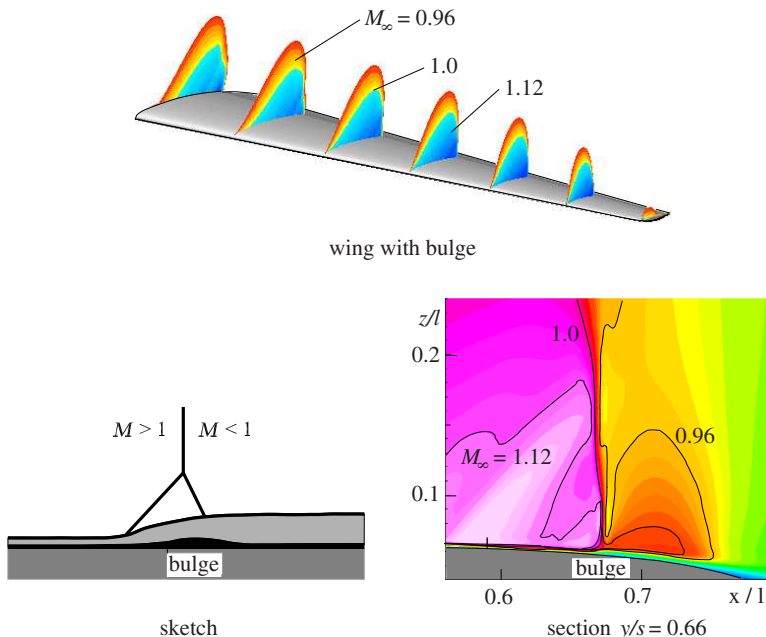 M∞ = 0.96
1.0
1.12
wing with bulge
M > 1 M < 1
bulge
sketch
z/l
0.2
0.1
1.0
0.96
M∞ = 1.12
bulge
0.6 0.7 x / l
section y/s = 0.66